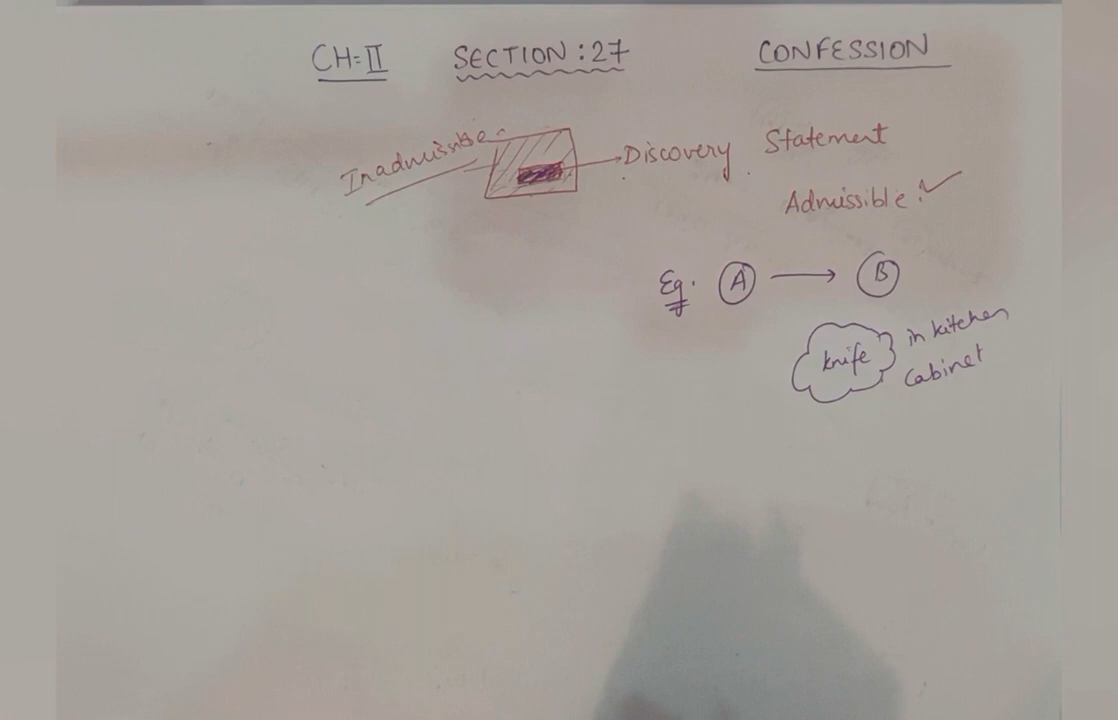 CH=II SECTION : 27 CONFESSION
Inadmissible Discovery Statement
Admissible.
Eg. A B
knife in kitchen
cabinet